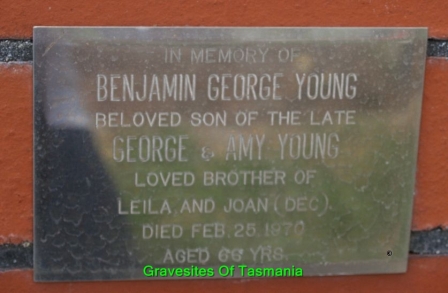 IN MEMORY OF
BENJAMIN GEORGE YOUNG
BELOVED SON OF THE LATE
GEORGE & AMY YOUNG
LOVED BROTHER OF
LEILA AND JOAN (DEC).
DIED FEB. 25. 1970
AGED 66 YRS.
Gravesites Of Tasmania
©